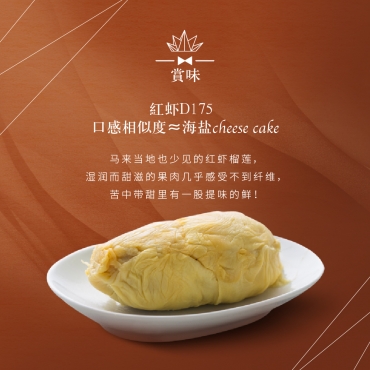 賞味
红虾D175
口感相似度≈海盐cheese cake
马来当地也少见的红虾榴莲，
湿润而甜滋的果肉几乎感受不到纤维，
苦中带甜里有一股提味的鲜！